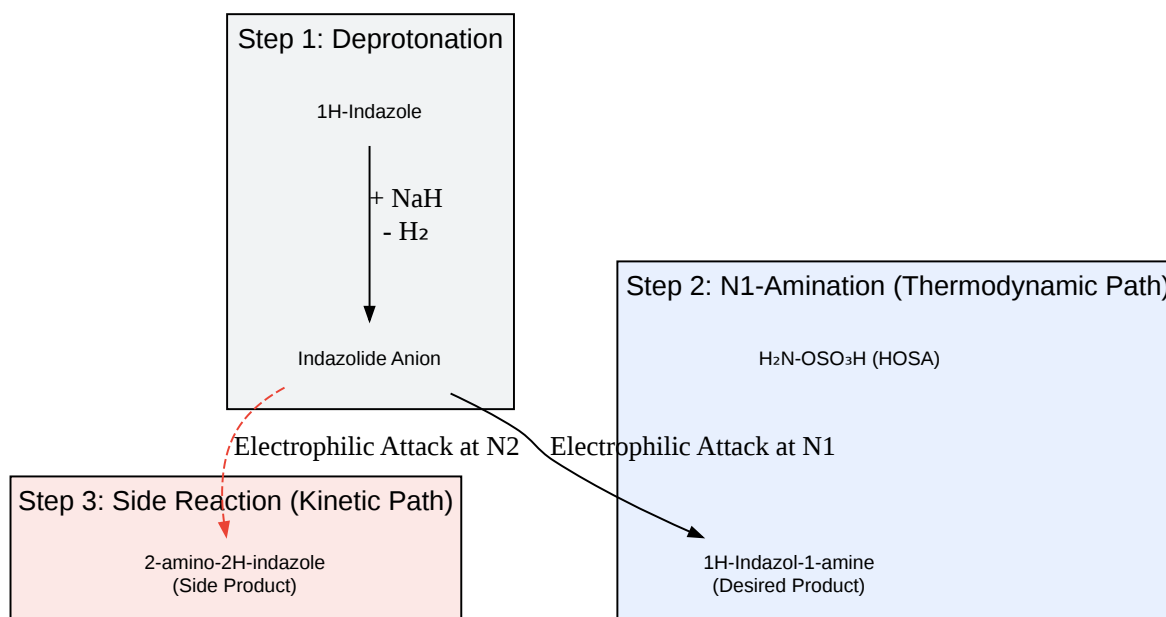 Step 1: Deprotonation
1H-Indazole
+ NaH
- H₂
Indazolide Anion
Step 2: N1-Amination (Thermodynamic Path)
H₂N-OSO₃H (HOSA)
Electrophilic Attack at N2
Electrophilic Attack at N1
Step 3: Side Reaction (Kinetic Path)
2-amino-2H-indazole
(Side Product)
1H-Indazol-1-amine
(Desired Product)